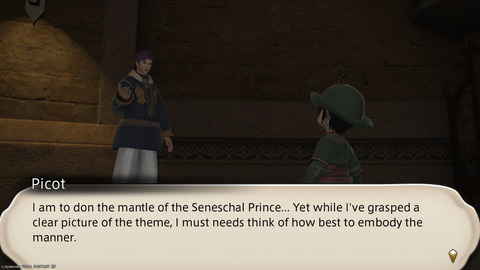 Picot
I am to don the mantle of the Seneschal Prince... Yet while I've grasped a
clear picture of the theme, I must needs think of how best to embody the
manner.